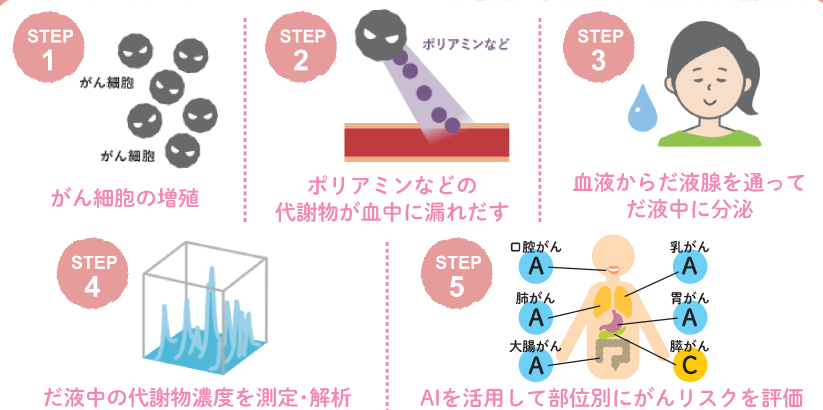 STEP
1
がん細胞
がん細胞
がん細胞の増殖
STEP
2
ポリアミンなど
ポリアミンなどの
代謝物が血中に漏れだす
STEP
3
血液からだ液腺を通って
だ液中に分泌
STEP
4
だ液中の代謝物濃度を測定・解析
STEP
5
口腔がん
A
乳がん
A
肺がん
A
胃がん
A
大腸がん
A
膵がん
C
AIを活用して部位別にがんリスクを評価